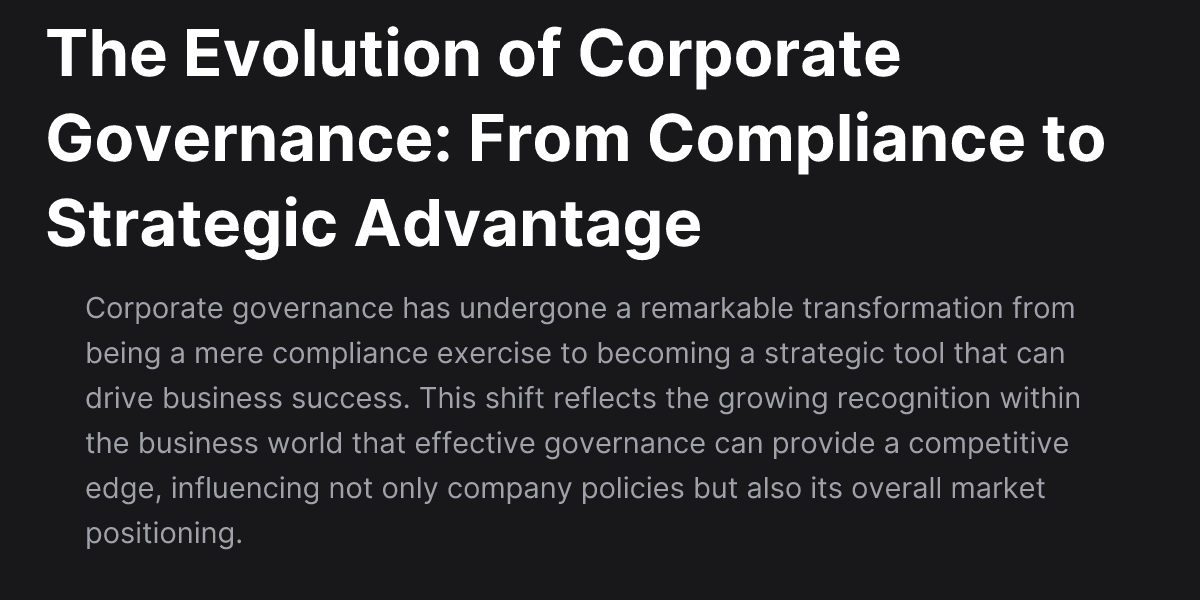 The Evolution of Corporate
Governance: From Compliance to
Strategic Advantage
Corporate governance has undergone a remarkable transformation from
being a mere compliance exercise to becoming a strategic tool that can
drive business success. This shift reflects the growing recognition within
the business world that effective governance can provide a competitive
edge, influencing not only company policies but also its overall market
positioning.